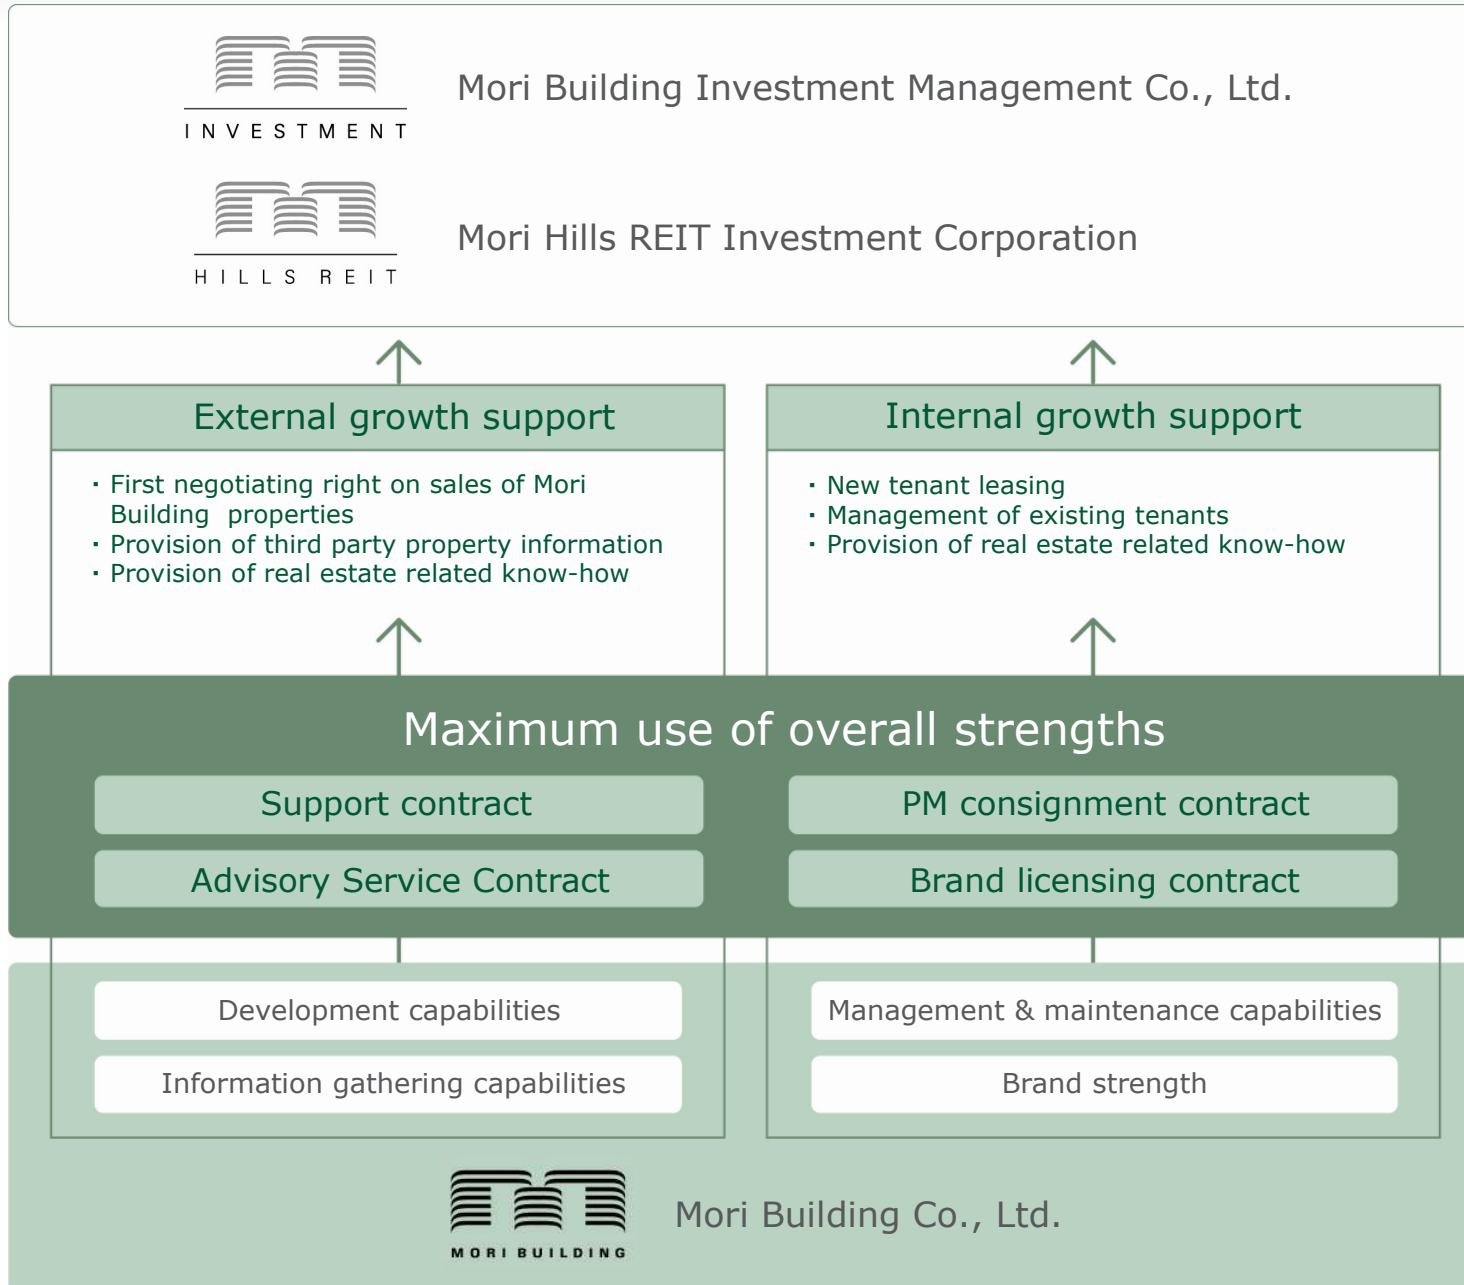 INVESTMENT
Mori Building Investment Management Co., Ltd.
HILLS REIT
Mori Hills REIT Investment Corporation
External growth support
・First negotiating right on sales of Mori
Building properties
・Provision of third party property information
・Provision of real estate related know-how
Internal growth support
・New tenant leasing
・Management of existing tenants
・Provision of real estate related know-how
Maximum use of overall strengths
Support contract
PM consignment contract
Advisory Service Contract
Brand licensing contract
Development capabilities
Management & maintenance capabilities
Information gathering capabilities
Brand strength
MORI BUILDING
Mori Building Co., Ltd.